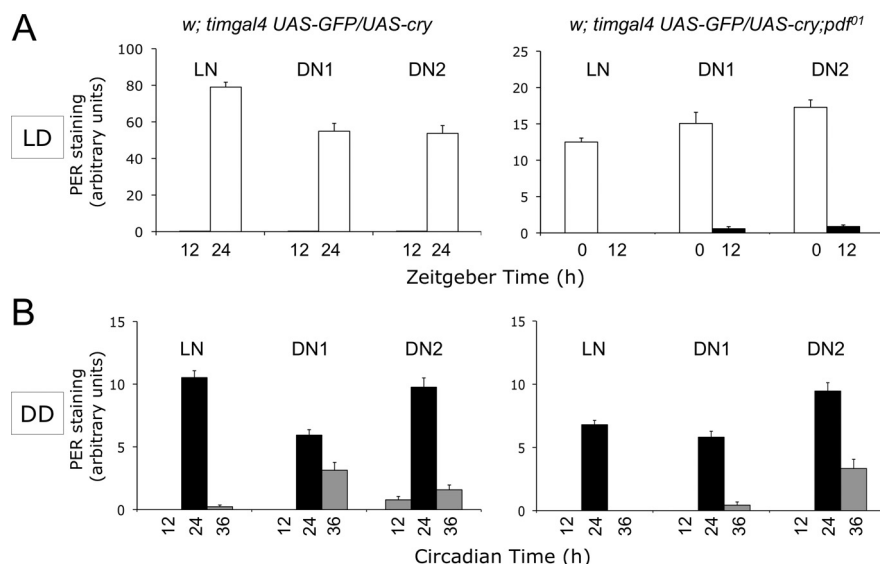 A
w; timgal4 UAS-GFP/UAS-cry
w; timgal4 UAS-GFP/UAS-cry;pdf01
LD
PER staining
(arbitrary units)
100
80
60
40
20
0
LN DN1 DN2
12 24 12 24 12 24
25
20
15
10
5
0
LN DN1 DN2
0 12 0 12 0 12
Zeitgeber Time (h)
B
DD
PER staining
(arbitrary units)
15
10
5
0
LN DN1 DN2
12 24 36 12 24 36 12 24 36
15
10
5
0
LN DN1 DN2
12 24 36 12 24 36 12 24 36
Circadian Time (h)